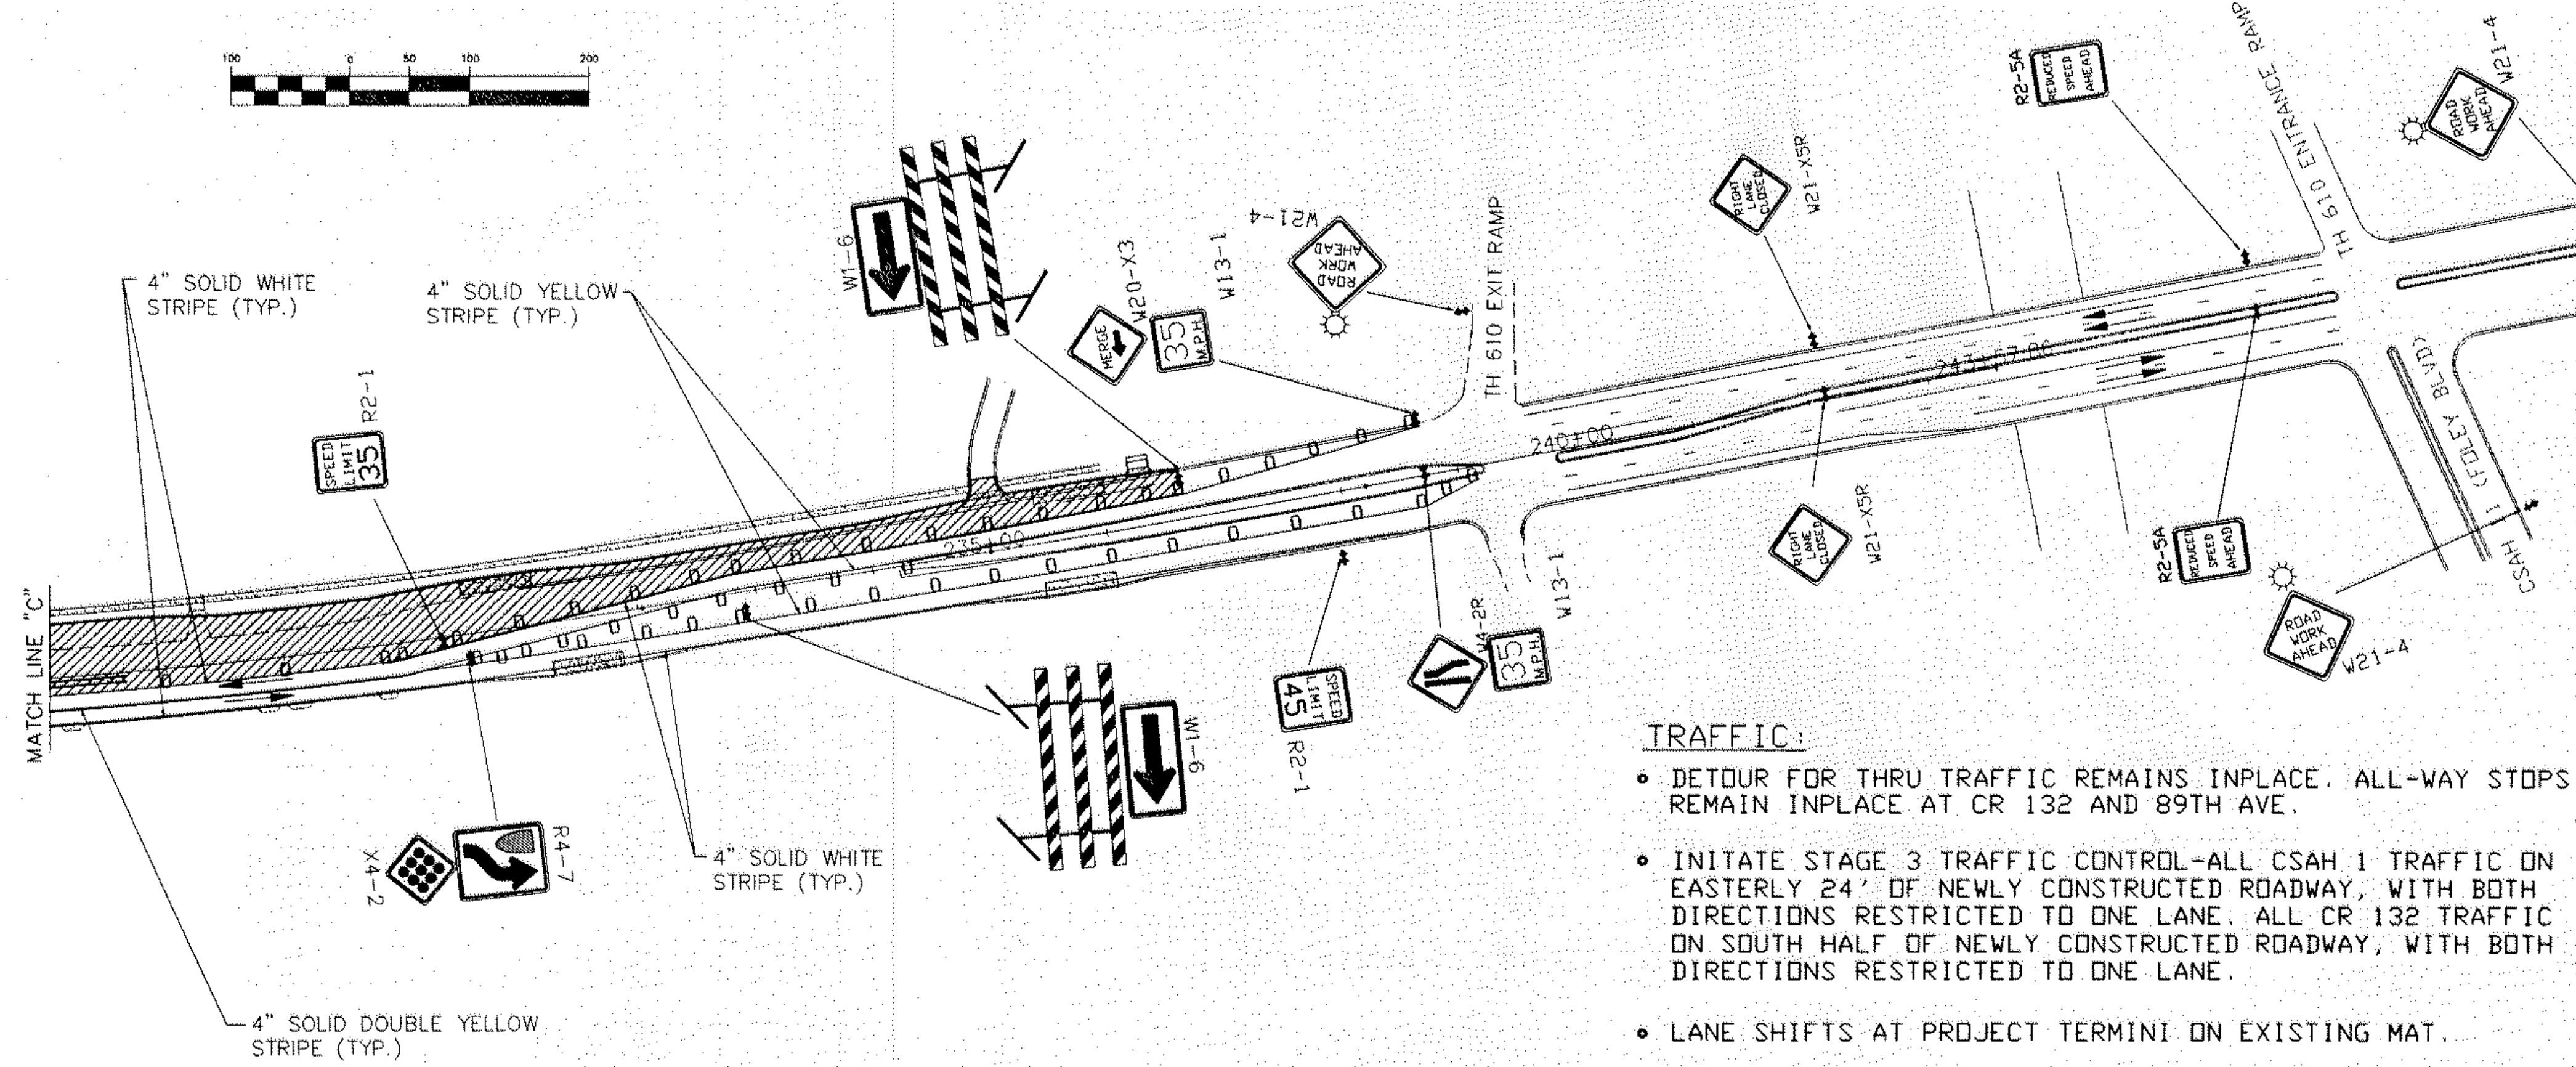 100 0 50 100 200
4" SOLID WHITE
STRIPE (TYP.)
4" SOLID YELLOW
STRIPE (TYP.)
SPEED
LIMIT
35
R2-1
W1-6
MERGE
W20-X3
35
M.P.H.
W13-1
W21-4
ROAD
WORK
AHEAD
TH 610 EXIT RAMP
RIGHT
LANE
CLOSED
W21-X5R
R2-5A
REDUCED
SPEED
AHEAD
TH 610 ENTRANCE RAMP
ROAD
WORK
AHEAD
W21-4
235+00
240+00
243+57.86
MATCH LINE "C"
X4-2
R4-7
4" SOLID WHITE
STRIPE (TYP.)
4" SOLID DOUBLE YELLOW
STRIPE (TYP.)
W1-6
SPEED
LIMIT
45
R2-1
W4-2R
35
M.P.H.
W13-1
RIGHT
LANE
CLOSED
W21-X5R
R2-5A
REDUCED
SPEED
AHEAD
CSAH 1 (FOLEY BLVD)
ROAD
WORK
AHEAD
W21-4
TRAFFIC:
• DETOUR FOR THRU TRAFFIC REMAINS INPLACE. ALL-WAY STOPS
REMAIN INPLACE AT CR 132 AND 89TH AVE.
• INITATE STAGE 3 TRAFFIC CONTROL-ALL CSAH 1 TRAFFIC ON
EASTERLY 24' OF NEWLY CONSTRUCTED ROADWAY, WITH BOTH
DIRECTIONS RESTRICTED TO ONE LANE. ALL CR 132 TRAFFIC
ON SOUTH HALF OF NEWLY CONSTRUCTED ROADWAY, WITH BOTH
DIRECTIONS RESTRICTED TO ONE LANE.
• LANE SHIFTS AT PROJECT TERMINI ON EXISTING MAT.